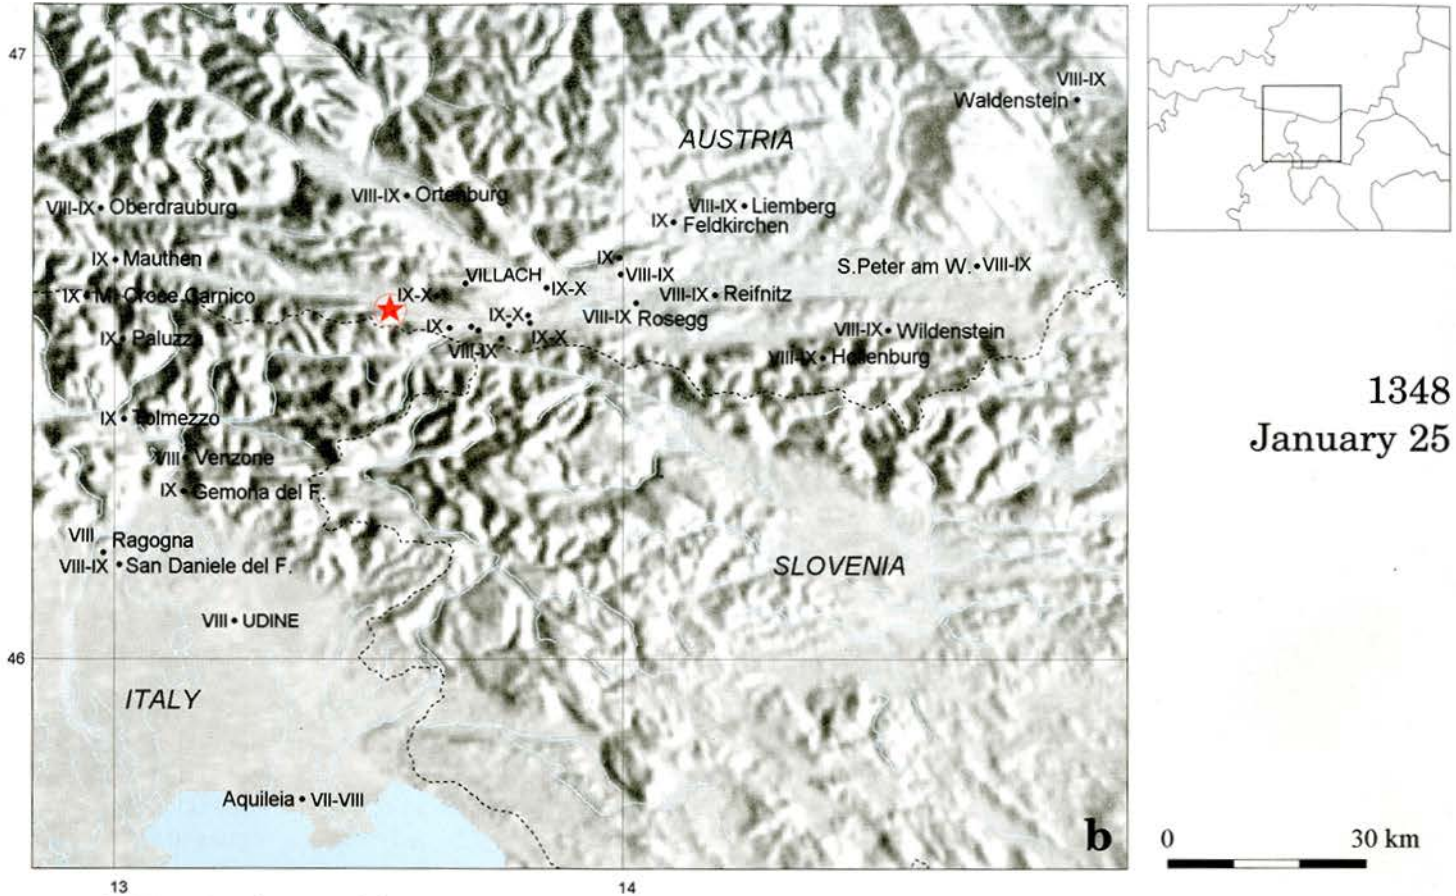 47
VIII-IX
Waldenstein
AUSTRIA
VIII-IX Ortenburg
VIII-IX Oberdrauburg
VIII-IX Liemberg
IX Feldkirchen
IX Mauthen
IX
VILLACH
VIII-IX
S.Peter am W. VIII-IX
IX-X
IX M. Croce Carnico
IX-X
VIII-IX Reifnitz
IX-X
VIII-IX Rosegg
IX
IX-X
VIII-IX Wildenstein
IX Paluzza
VIII-IX
VIII-IX Hollenburg
1348
January 25
IX Tolmezzo
VIII Venzone
IX Gemona del F.
VIII Ragogna
VIII-IX San Daniele del F.
SLOVENIA
VIII UDINE
46
ITALY
Aquileia VII-VIII
b
0 30 km
13 14